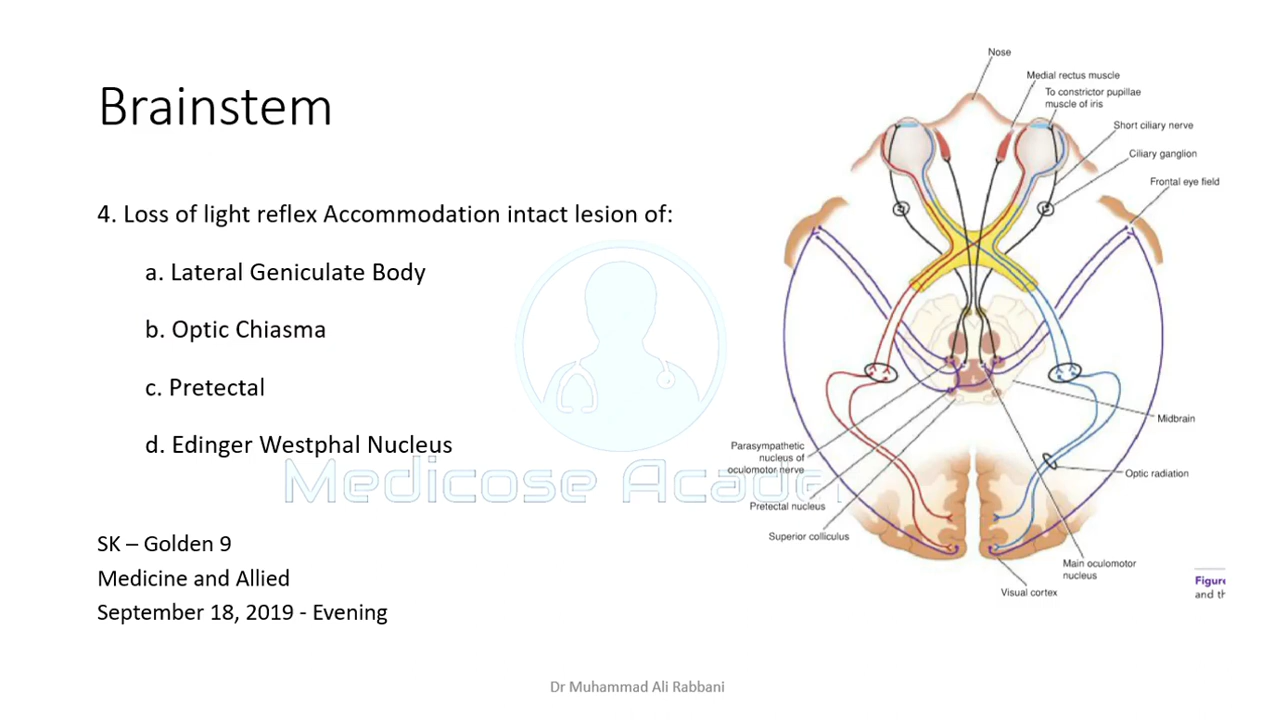 Brainstem
4. Loss of light reflex Accommodation intact lesion of:
a. Lateral Geniculate Body
b. Optic Chiasma
c. Pretectal
d. Edinger Westphal Nucleus
SK – Golden 9
Medicine and Allied
September 18, 2019 - Evening
Nose
Medial rectus muscle
To constrictor pupillae
muscle of iris
Short ciliary nerve
Ciliary ganglion
Frontal eye field
Midbrain
Parasympathetic
nucleus of
oculomotor nerve
Optic radiation
Pretectal nucleus
Superior colliculus
Main oculomotor
nucleus
Visual cortex
Figure
and th
Medicose Acade
Dr Muhammad Ali Rabbani